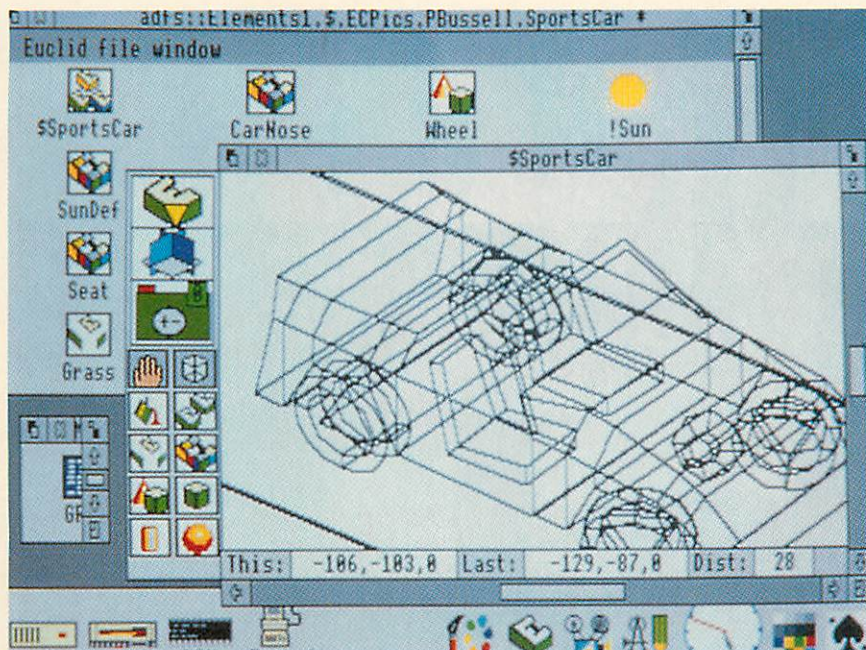 adfs::Elements1.$.ECPics.PBussell.SportsCar *
Euclid file window
$SportsCar
CarNose
Wheel
!Sun
SunDef
Seat
Grass
$SportsCar
This: -106,-103,0 Last: -129,-87,0 Dist: 28